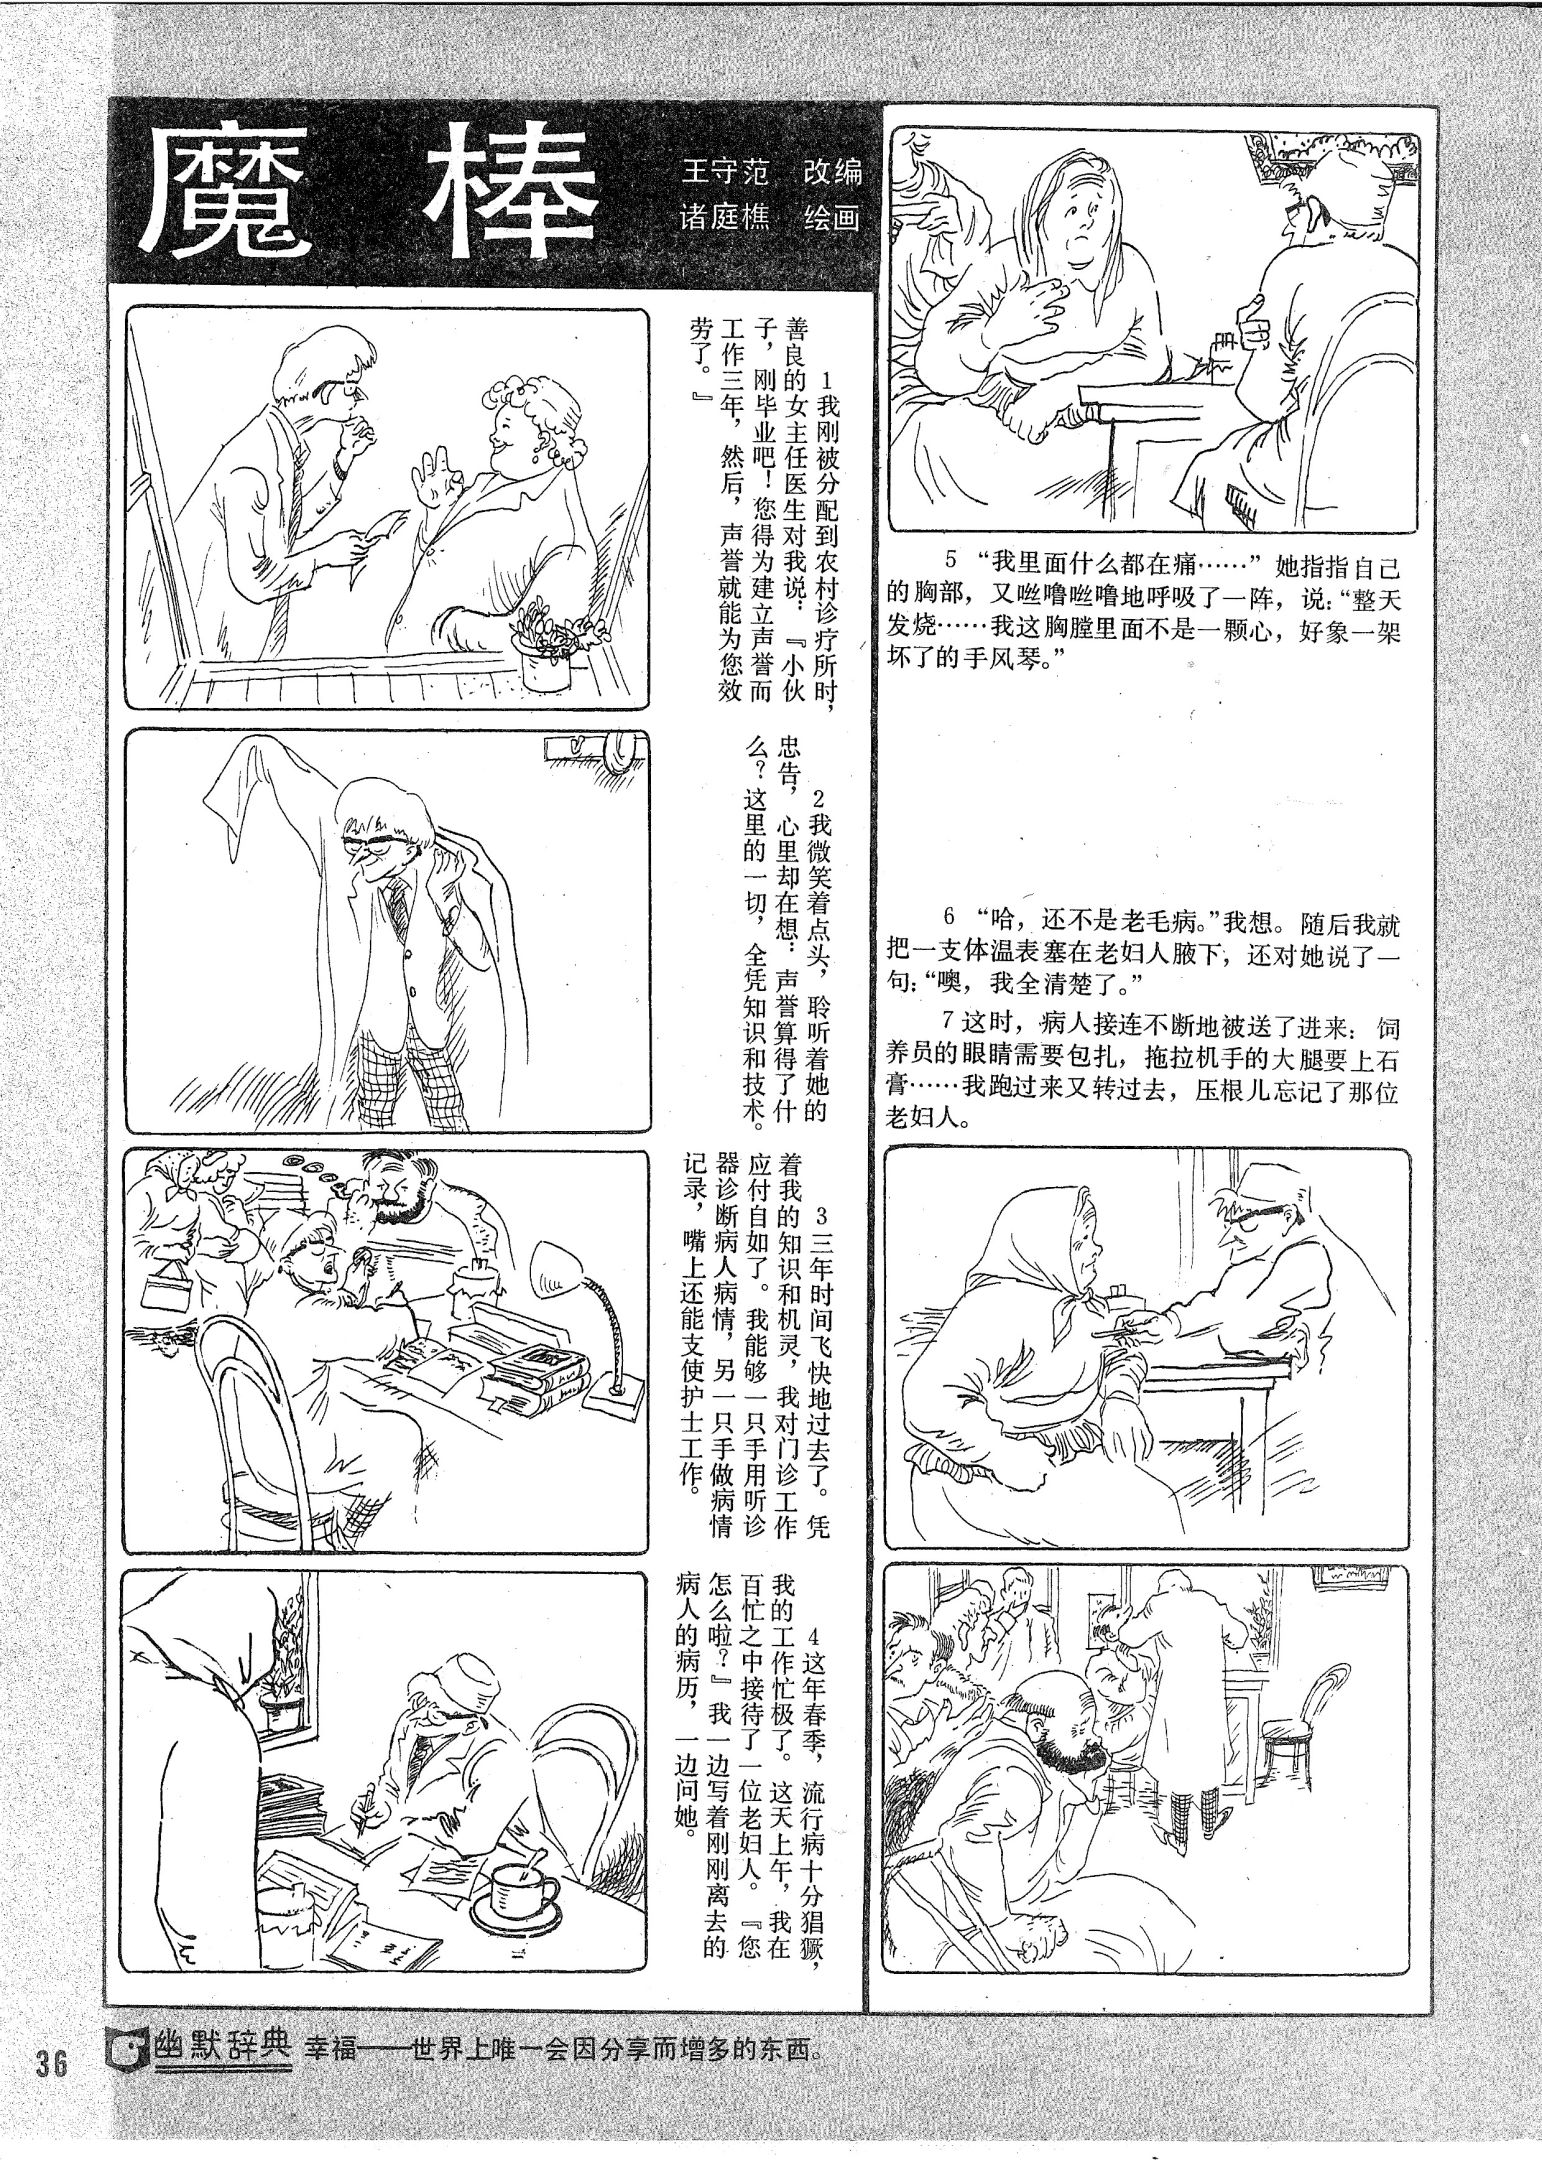 魔棒
王守范 改编
诸庭樵 绘画
1我刚被分配到农村诊疗所时，
善良的女主任医生对我说：『小伙
子，刚毕业吧！您得为建立声誉而
工作三年，然后，声誉就能为您效
劳了。』
2我微笑着点头，聆听着她的
忠告，心里却在想：声誉算得了什
么？这里的一切，全凭知识和技术。
3三年时间飞快地过去了。凭
着我的知识和机灵，我对门诊工作
应付自如了。我能够一只手用听诊
器诊断病人病情，另一只手做病情
记录，嘴上还能支使护士工作。
4这年春季，流行病十分猖獗，
我的工作忙极了。这天上午，我在
百忙之中接待了一位老妇人。『您
怎么啦？』我一边写着刚刚离去的
病人的病历，一边问她。
5 “我里面什么都在痛……”她指指自己
的胸部，又咝噜咝噜地呼吸了一阵，说：“整天
发烧……我这胸膛里面不是一颗心，好象一架
坏了的手风琴。”
6 “哈，还不是老毛病。”我想。随后我就
把一支体温表塞在老妇人腋下，还对她说了一
句：“噢，我全清楚了。”
7 这时，病人接连不断地被送了进来：饲
养员的眼睛需要包扎，拖拉机手的大腿要上石
膏……我跑过来又转过去，压根儿忘记了那位
老妇人。
幽默辞典 幸福——世界上唯一会因分享而增多的东西。
36